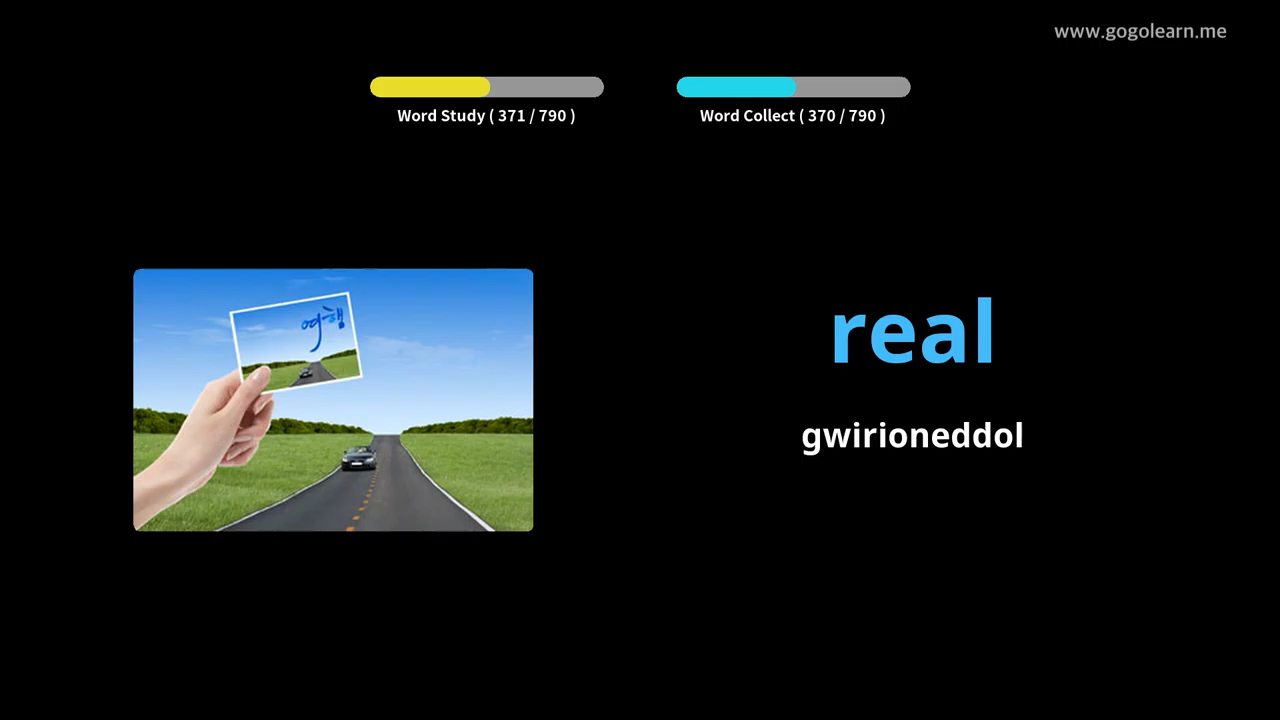 www.gogolearn.me
Word Study ( 371 / 790 )
Word Collect ( 370 / 790 )
여행
real
gwirioneddol